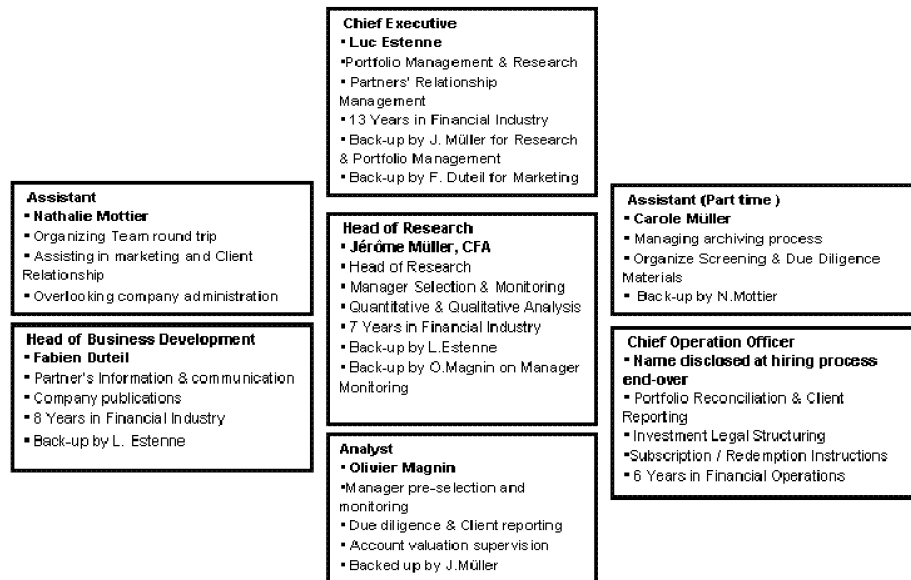 Chief Executive
▪ Luc Estenne
▪Portfolio Management & Research
▪ Partners' Relationship
Management
▪ 13 Years in Financial Industry
▪ Back-up by J. Müller for Research
& Portfolio Management
▪ Back-up by F. Duteil for Marketing
Assistant
▪ Nathalie Mottier
▪ Organizing Team round trip
▪ Assisting in marketing and Client
Relationship
▪ Overlooking company administration
Head of Research
▪ Jérôme Müller, CFA
▪ Head of Research
▪ Manager Selection & Monitoring
▪ Quantitative & Qualitative Analysis
▪ 7 Years in Financial Industry
▪ Back-up by L.Estenne
▪ Back-up by O.Magnin on Manager
Monitoring
Assistant (Part time )
▪ Carole Müller
▪ Managing archiving process
▪ Organize Screening & Due Diligence
Materials
▪ Back-up by N.Mottier
Head of Business Development
▪ Fabien Duteil
▪ Partner's Information & communication
▪ Company publications
▪ 8 Years in Financial Industry
▪ Back-up by L. Estenne
Chief Operation Officer
▪ Name disclosed at hiring process
end-over
▪ Portfolio Reconciliation & Client
Reporting
▪ Investment Legal Structuring
▪Subscription / Redemption Instructions
▪ 6 Years in Financial Operations
Analyst
▪ Olivier Magnin
▪Manager pre-selection and
monitoring
▪ Due diligence & Client reporting
▪ Account valuation supervision
▪ Backed up by J.Müller